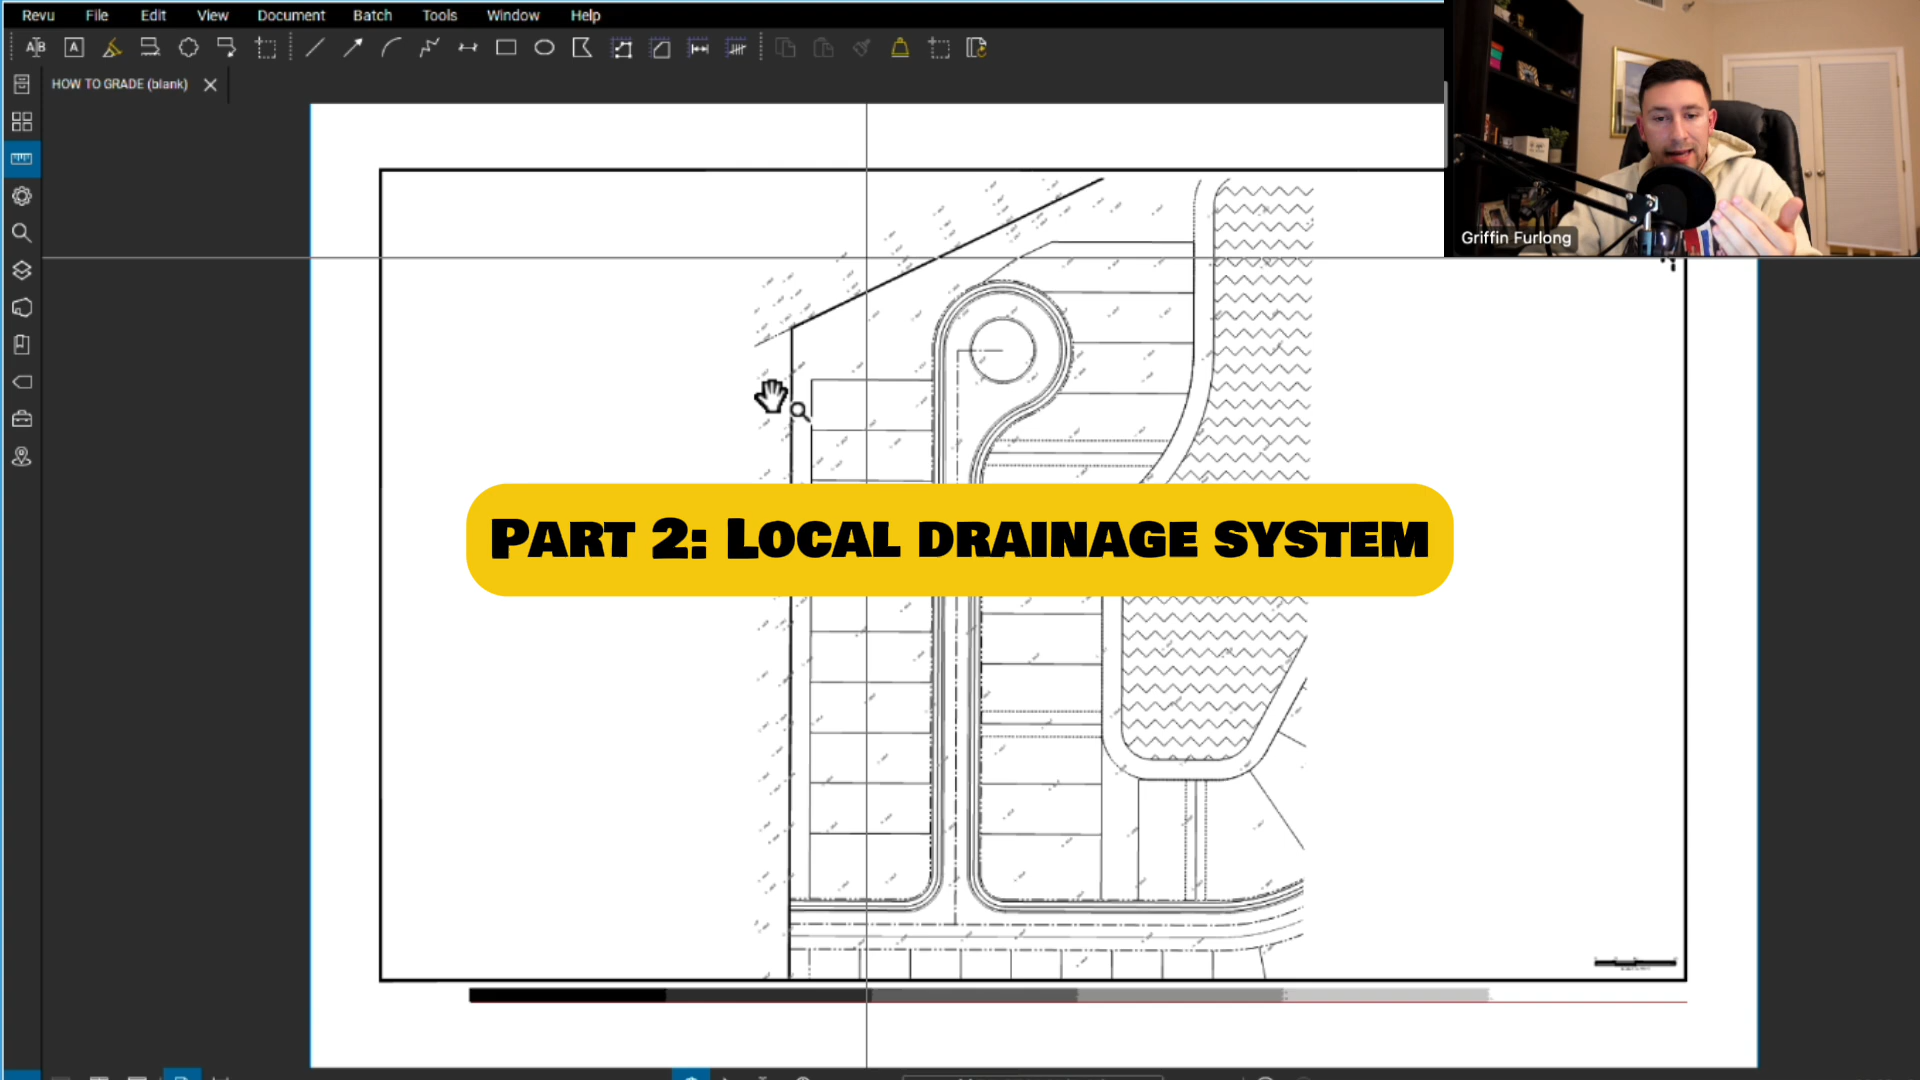 Revu File Edit View Document Batch Tools Window Help
HOW TO GRADE (blank)
Griffin Furlong
PART 2: LOCAL DRAINAGE SYSTEM